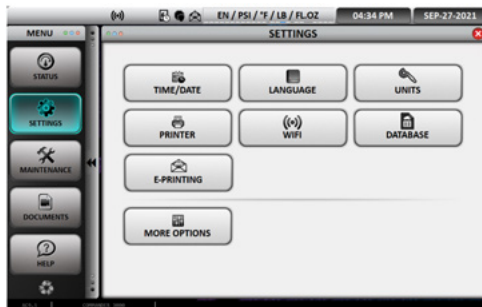 EN / PSI / °F / LB / FL.OZ 04:34 PM SEP-27-2021
MENU SETTINGS
STATUS
SETTINGS
MAINTENANCE
DOCUMENTS
HELP
TIME/DATE LANGUAGE UNITS
PRINTER WIFI DATABASE
E-PRINTING
MORE OPTIONS